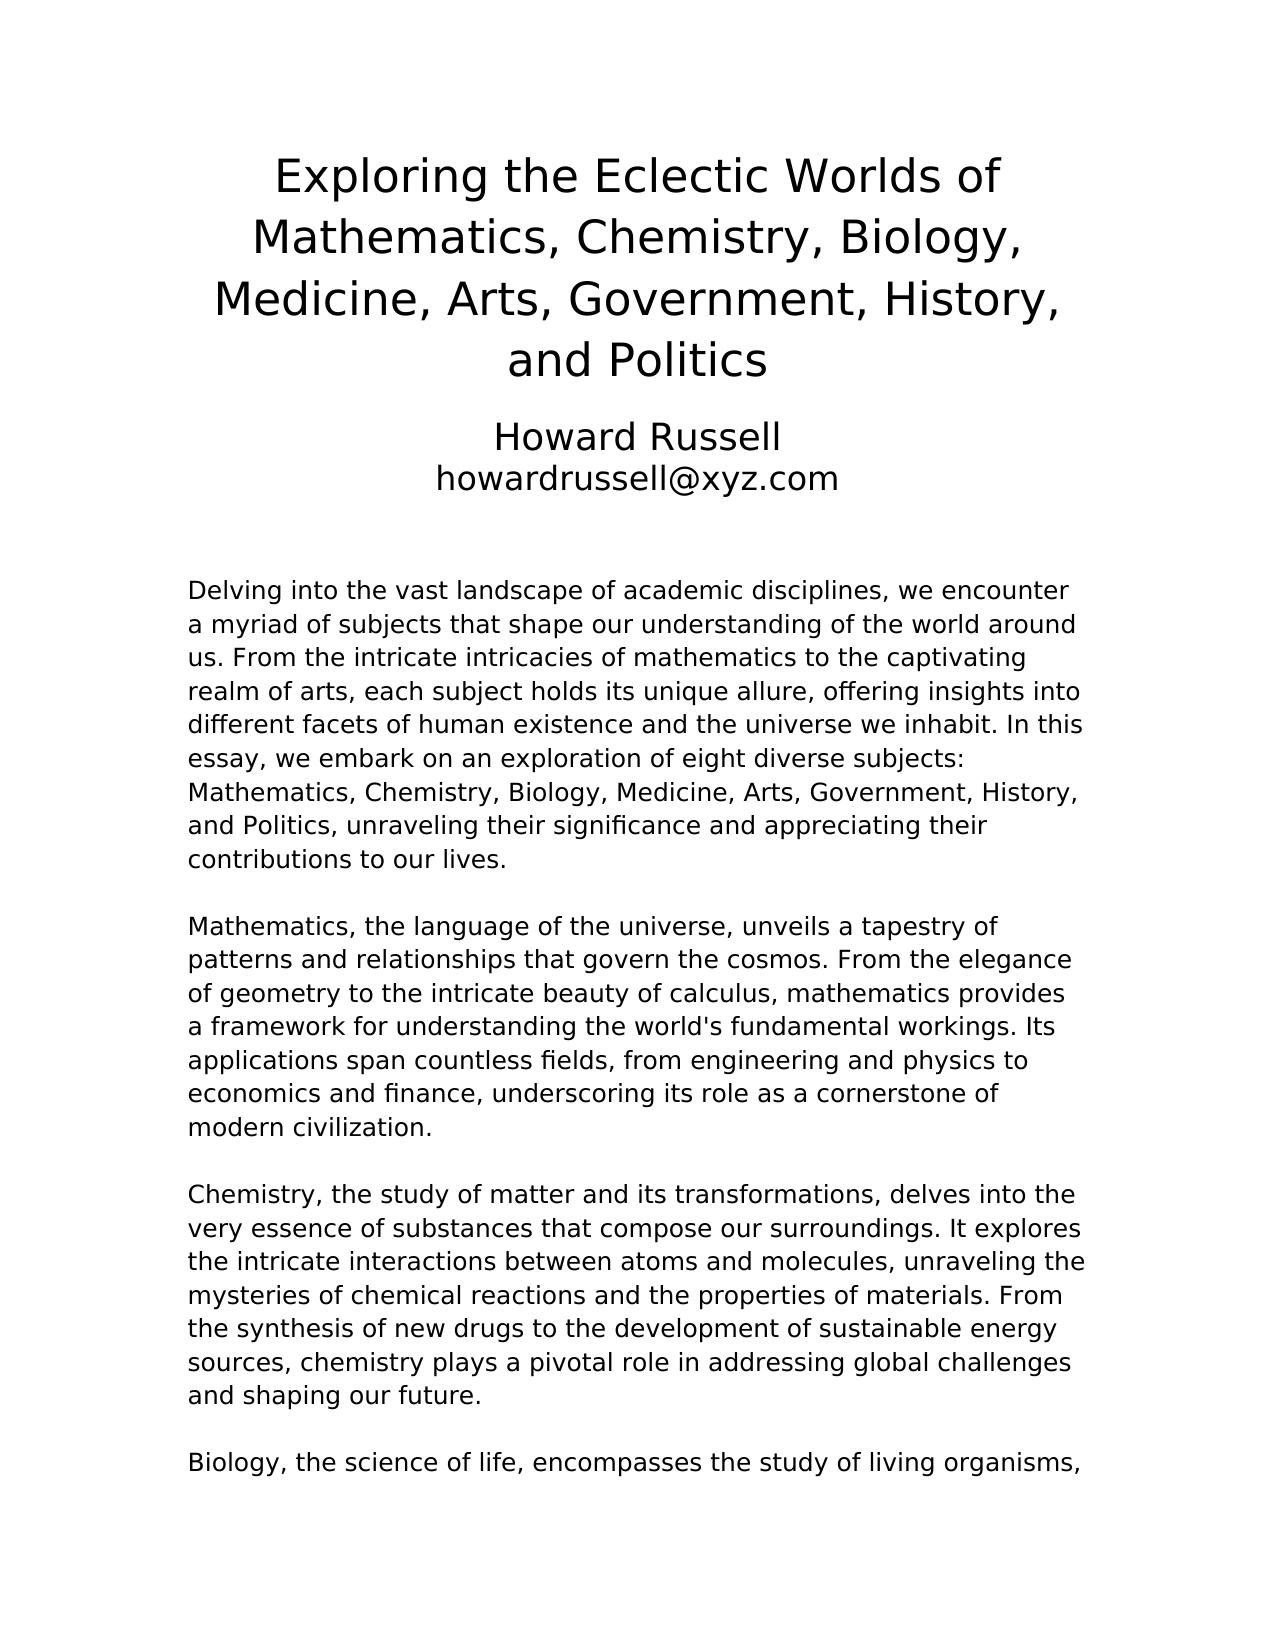 Exploring the Eclectic Worlds of
Mathematics, Chemistry, Biology,
Medicine, Arts, Government, History,
and Politics
Howard Russell
howardrussell@xyz.com
Delving into the vast landscape of academic disciplines, we encounter
a myriad of subjects that shape our understanding of the world around
us. From the intricate intricacies of mathematics to the captivating
realm of arts, each subject holds its unique allure, offering insights into
different facets of human existence and the universe we inhabit. In this
essay, we embark on an exploration of eight diverse subjects:
Mathematics, Chemistry, Biology, Medicine, Arts, Government, History,
and Politics, unraveling their significance and appreciating their
contributions to our lives.
Mathematics, the language of the universe, unveils a tapestry of
patterns and relationships that govern the cosmos. From the elegance
of geometry to the intricate beauty of calculus, mathematics provides
a framework for understanding the world's fundamental workings. Its
applications span countless fields, from engineering and physics to
economics and finance, underscoring its role as a cornerstone of
modern civilization.
Chemistry, the study of matter and its transformations, delves into the
very essence of substances that compose our surroundings. It explores
the intricate interactions between atoms and molecules, unraveling the
mysteries of chemical reactions and the properties of materials. From
the synthesis of new drugs to the development of sustainable energy
sources, chemistry plays a pivotal role in addressing global challenges
and shaping our future.
Biology, the science of life, encompasses the study of living organisms,